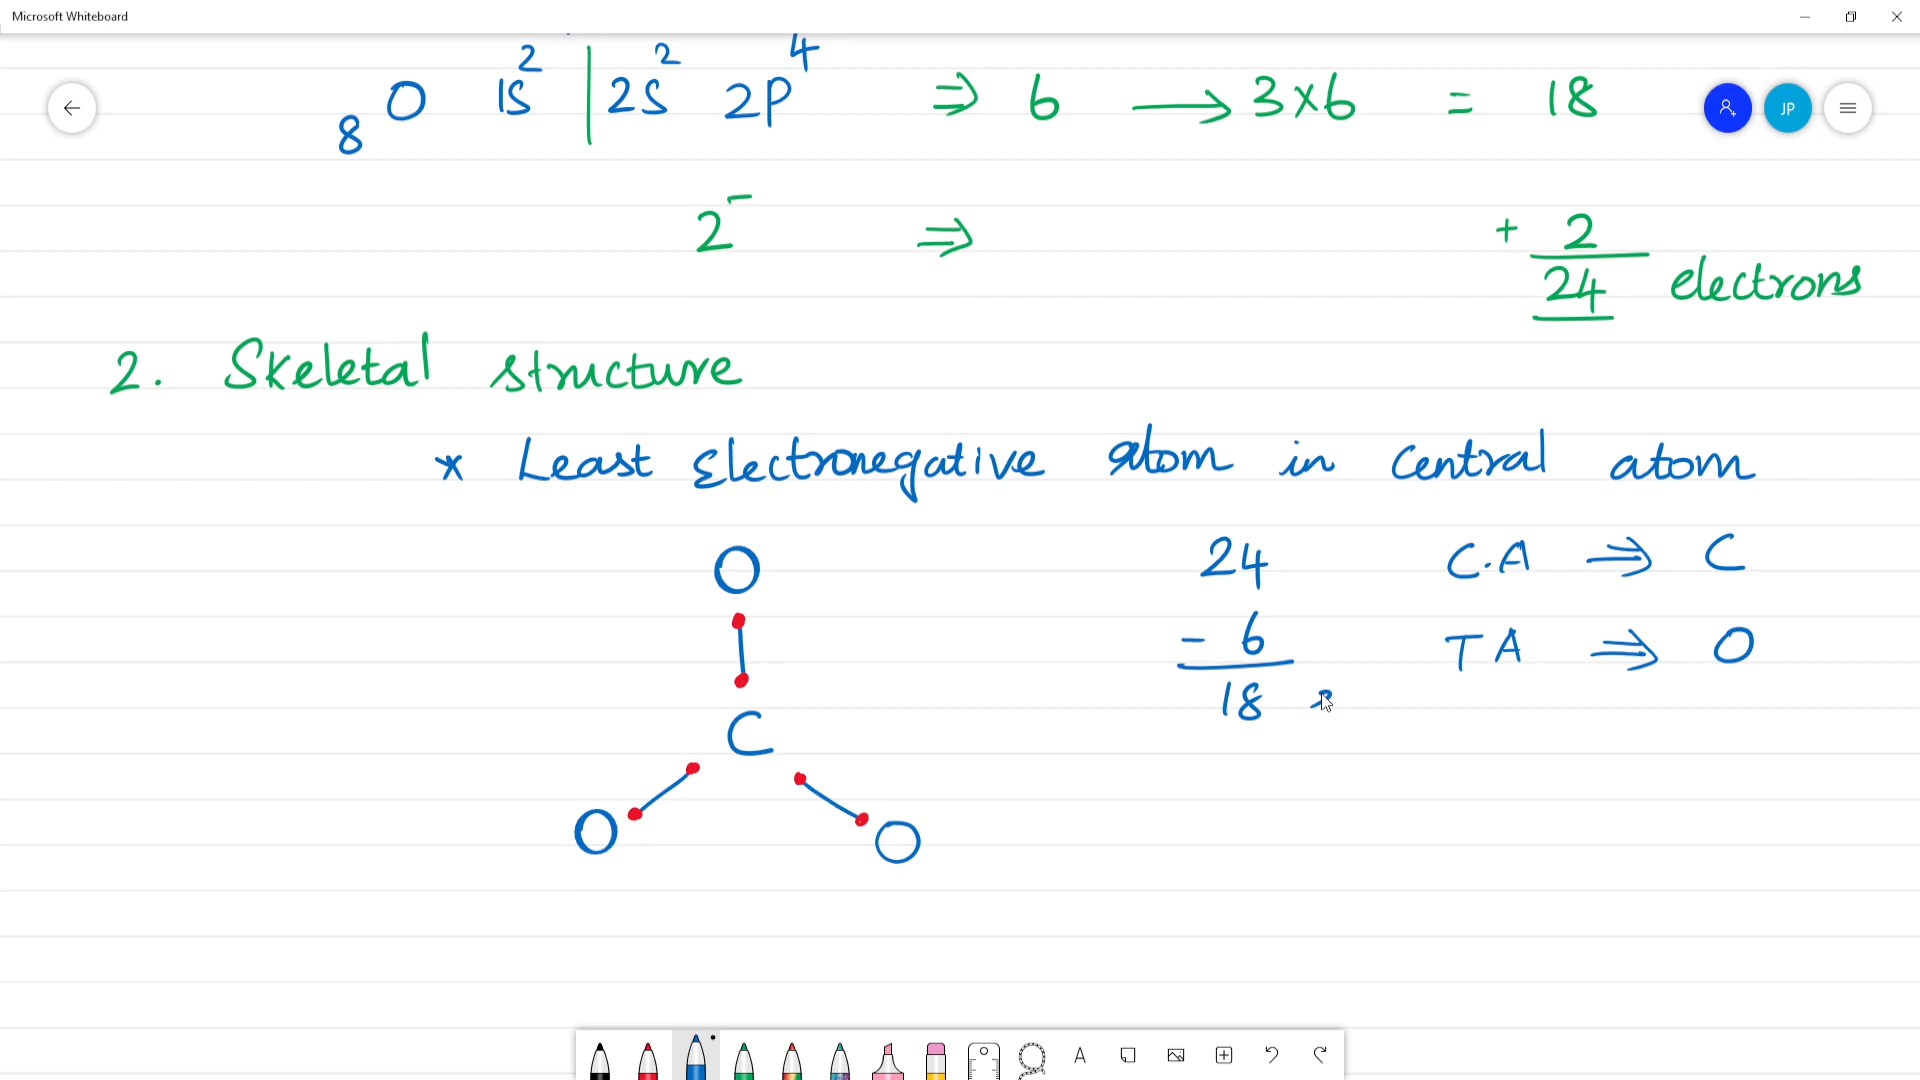 Microsoft Whiteboard
₈O 1S² | 2S² 2P⁴ ⇒ 6 → 3×6 = 18
JP
2⁻ ⇒ + 2
24 electrons
2. Skeletal structure
* Least Electronegative atom in central atom
O 24 C.A ⇒ C
- 6 T A ⇒ O
18
C
O O
A